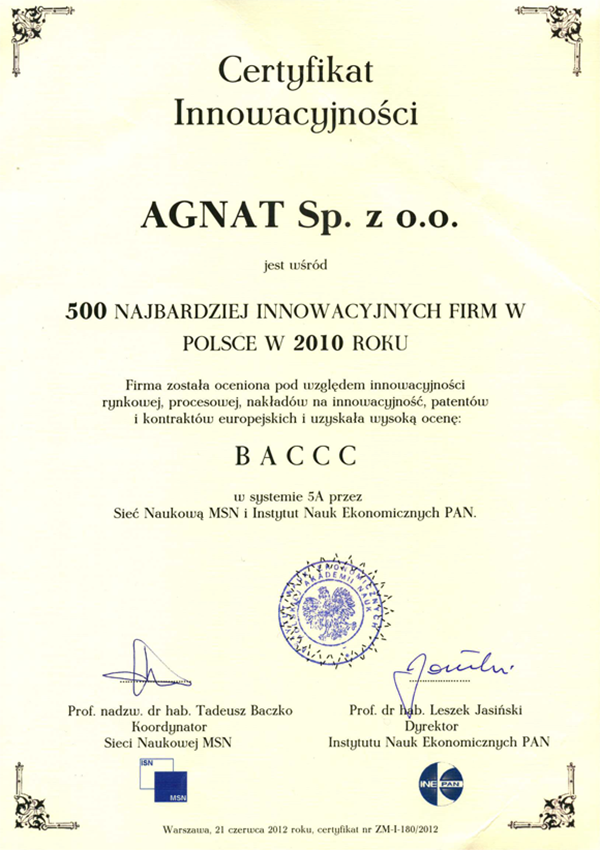 Certyfikat
Innowacyjności
AGNAT Sp. z o.o.
jest wśród
500 NAJBARDZIEJ INNOWACYJNYCH FIRM W
POLSCE W 2010 ROKU
Firma została oceniona pod względem innowacyjności
rynkowej, procesowej, nakładów na innowacyjność, patentów
i kontraktów europejskich i uzyskała wysoką ocenę:
B A C C C
w systemie 5A przez
Sieć Naukową MSN i Instytut Nauk Ekonomicznych PAN.
AKADEMII NAUK
Prof. nadzw. dr hab. Tadeusz Baczko
Koordynator
Sieci Naukowej MSN
Prof. dr hab. Leszek Jasiński
Dyrektor
Instytutu Nauk Ekonomicznych PAN
ISN
MSN
INE PAN
Warszawa, 21 czerwca 2012 roku, certyfikat nr ZM-I-180/2012